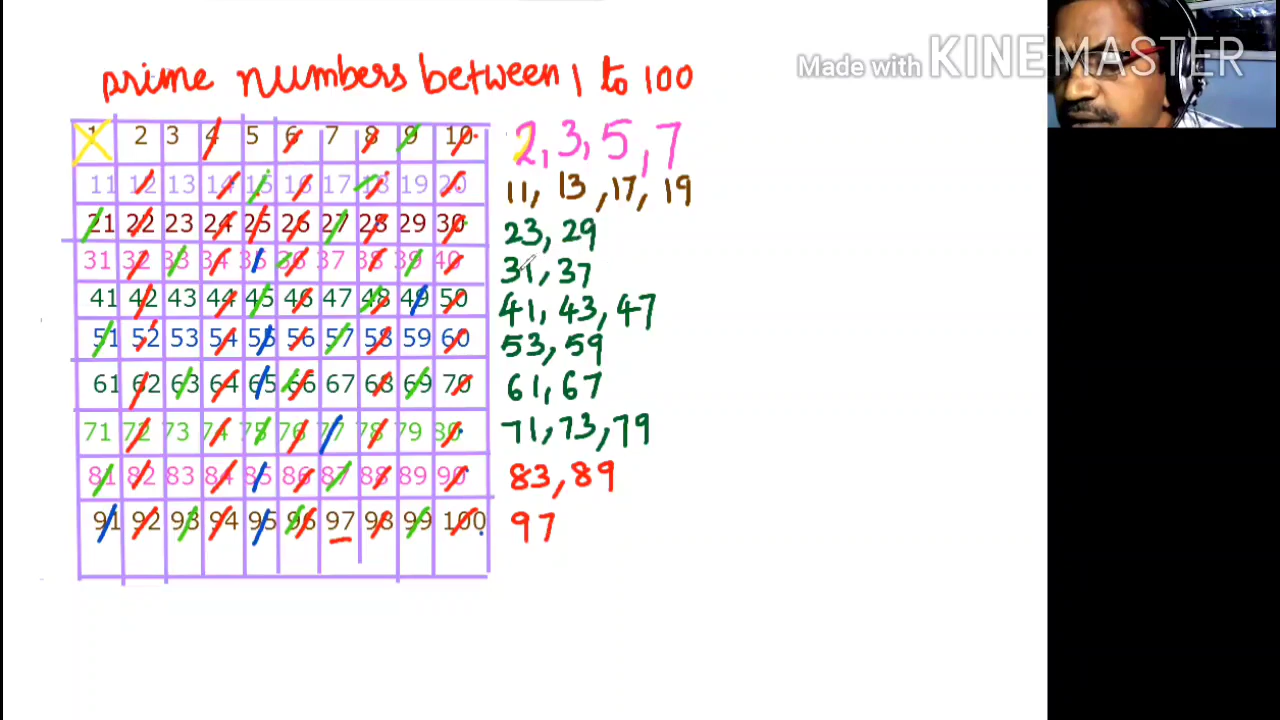 Made with KINEMASTER
prime numbers between 1 to 100
1 2 3 4 5 6 7 8 9 10 2, 3, 5, 7
11 12 13 14 15 16 17 18 19 20 11, 13, 17, 19
21 22 23 24 25 26 27 28 29 30 23, 29
31 32 33 34 35 36 37 38 39 40 31, 37
41 42 43 44 45 46 47 48 49 50 41, 43, 47
51 52 53 54 55 56 57 58 59 60 53, 59
61 62 63 64 65 66 67 68 69 70 61, 67
71 72 73 74 75 76 77 78 79 80 71, 73, 79
81 82 83 84 85 86 87 88 89 90 83, 89
91 92 93 94 95 96 97 98 99 100 97